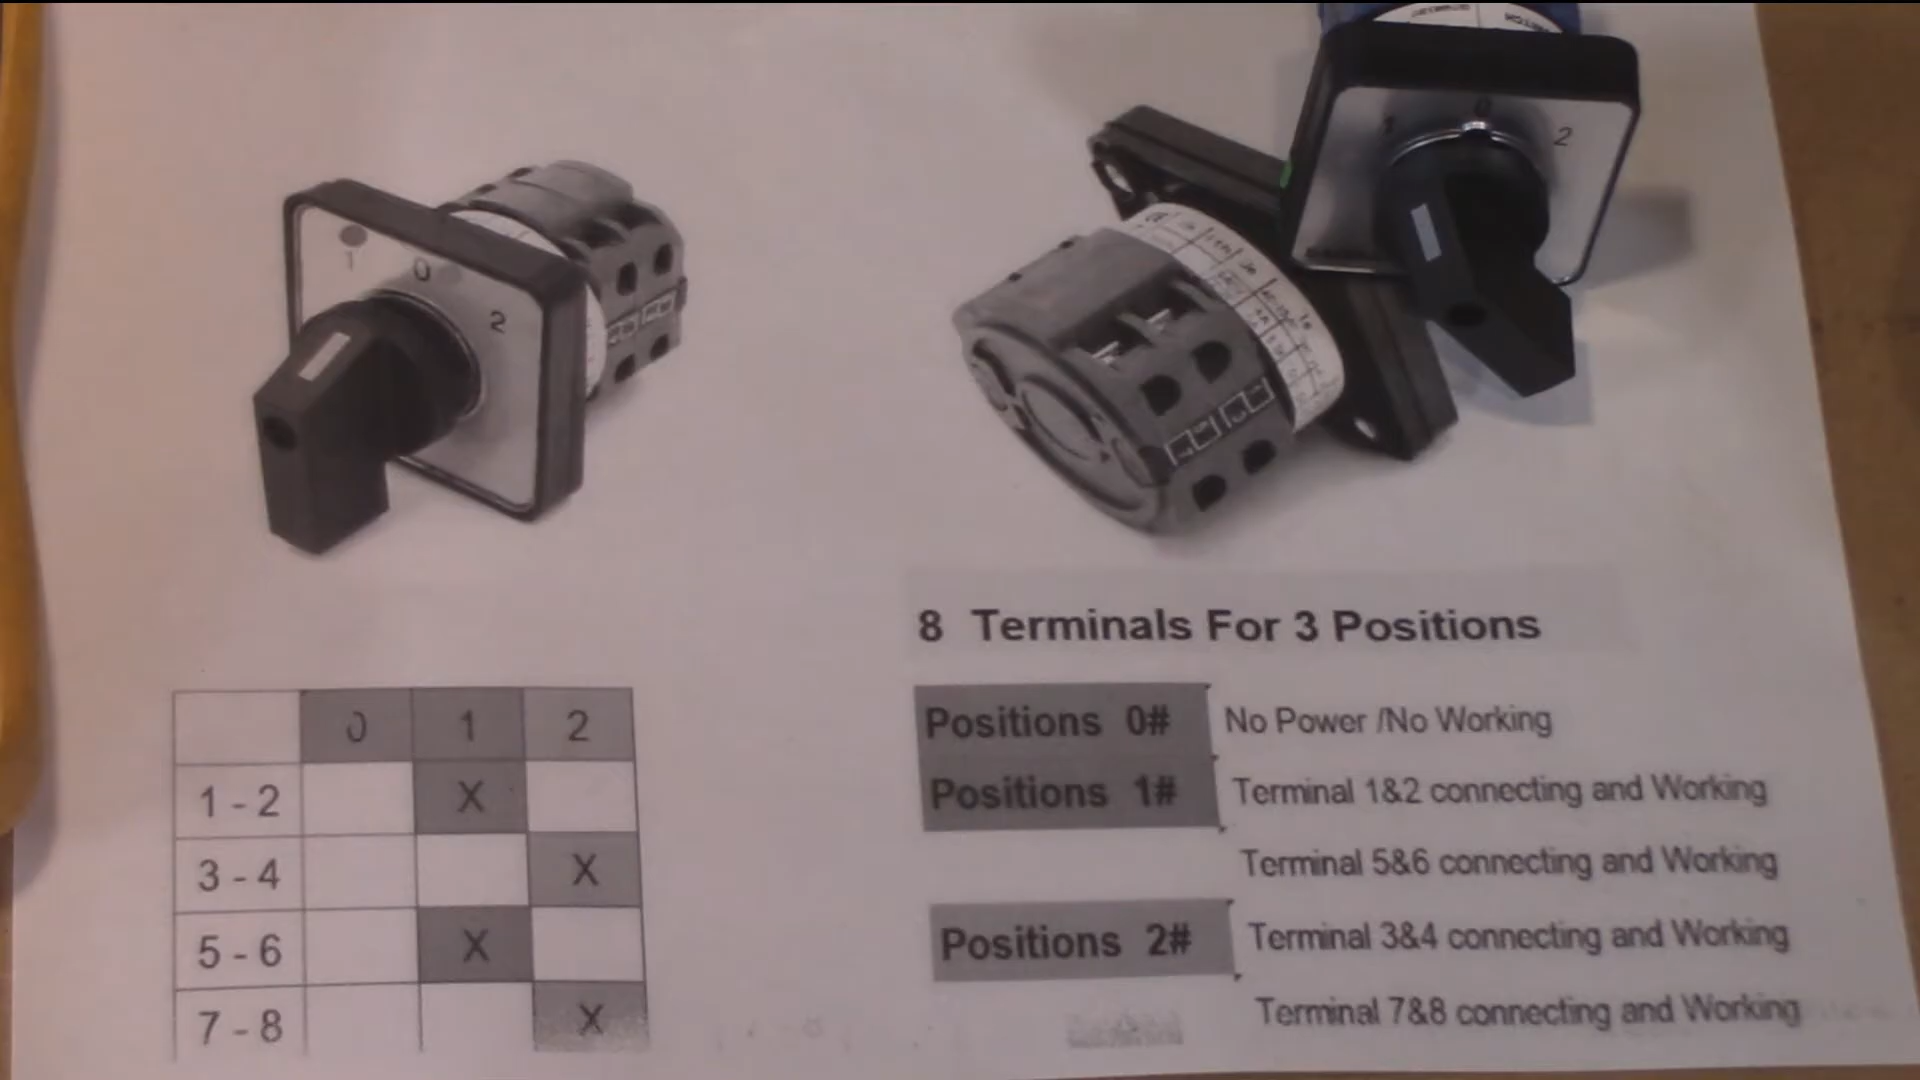 0
2
1
0
2
8 Terminals For 3 Positions
0 1 2
1 - 2 X
3 - 4 X
5 - 6 X
7 - 8 X
Positions 0# No Power /No Working
Positions 1# Terminal 1&2 connecting and Working
Terminal 5&6 connecting and Working
Positions 2# Terminal 3&4 connecting and Working
Terminal 7&8 connecting and Working